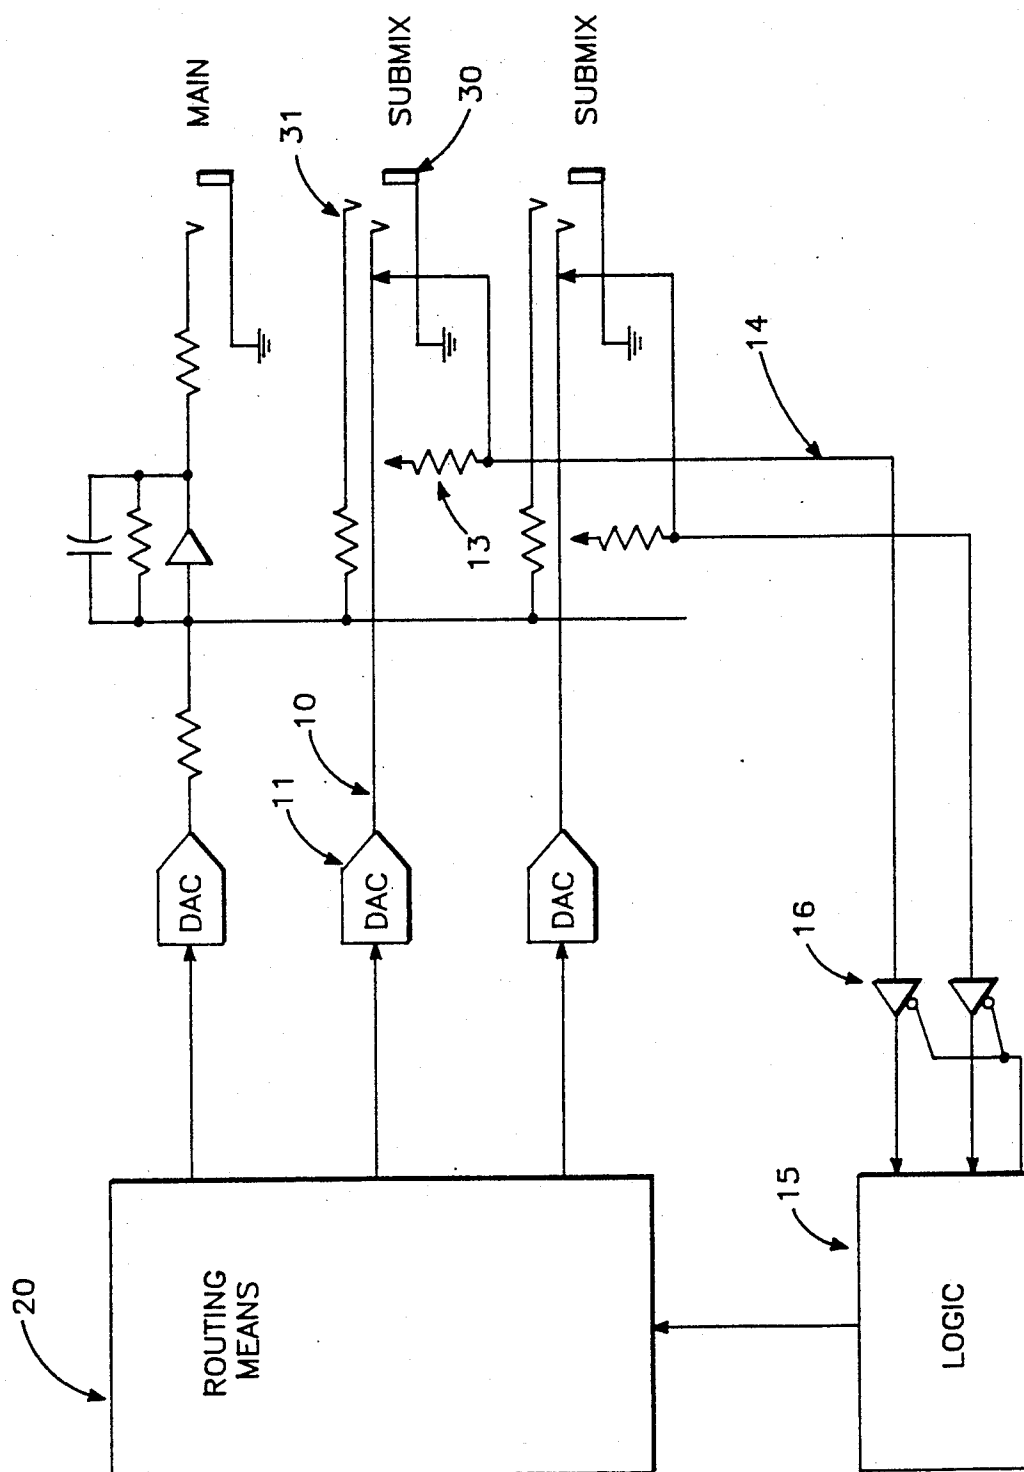 MAIN
SUBMIX
SUBMIX
31
30
14
13
10
11
DAC
DAC
DAC
16
15
20
ROUTING
MEANS
LOGIC